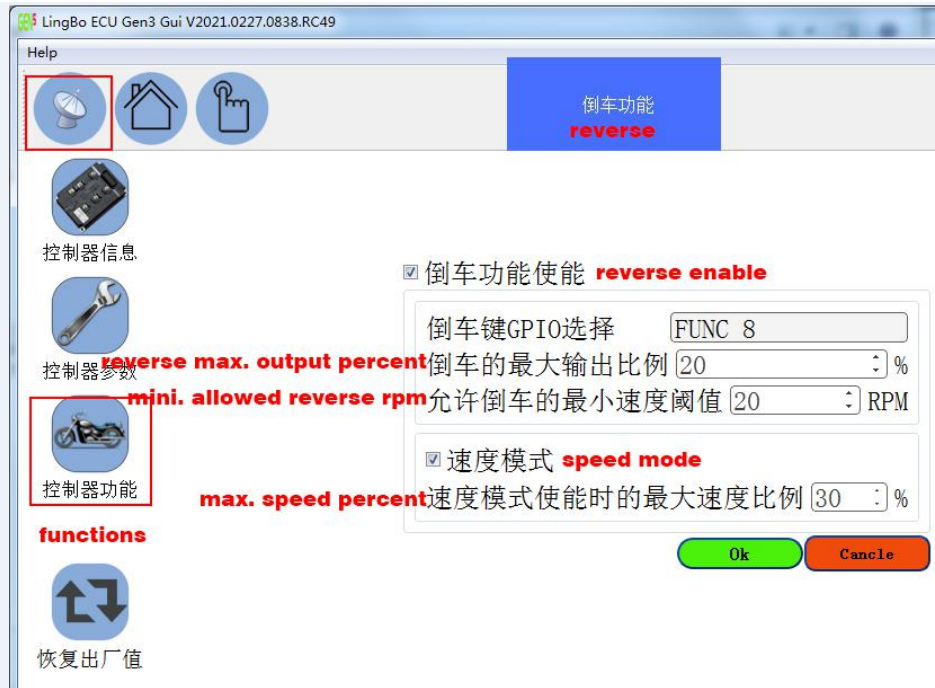 LingBo ECU Gen3 Gui V2021.0227.0838.RC49
Help
倒车功能
reverse
控制器信息
控制器参数
控制器功能
functions
恢复出厂值
倒车功能使能 reverse enable
倒车键GPIO选择 FUNC 8
reverse max. output percent 倒车的最大输出比例 20 %
mini. allowed reverse rpm 允许倒车的最小速度阈值 20 RPM
速度模式 speed mode
max. speed percent 速度模式使能时的最大速度比例 30 %
Ok Cancle